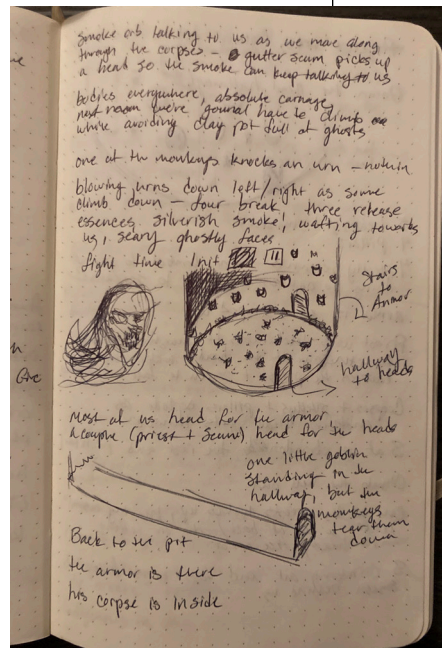 smoke orb talking to us as we move along
through the corpses - gutter scum picks up
a head so the smoke can keep talking to us
bodies everywhere, absolute carnage
next room we're gounal have to climb
while avoiding clay pot full of ghosts
one of the monkeys knocks an urn - nothin
blowing urns down left/right as some
climb down - four break, three release
essences, silverish smoke, wafting towards
us, scary ghostly faces
fight time Init 11
Stairs
to
Armor
hallway
to heads
Most of us head for the armor,
a couple (priest + Scum) head for the heads
one little goblin
standing in the
hallway, but the
monkeys
tear them
down
Back to the pit
the armor is there
his corpse is inside